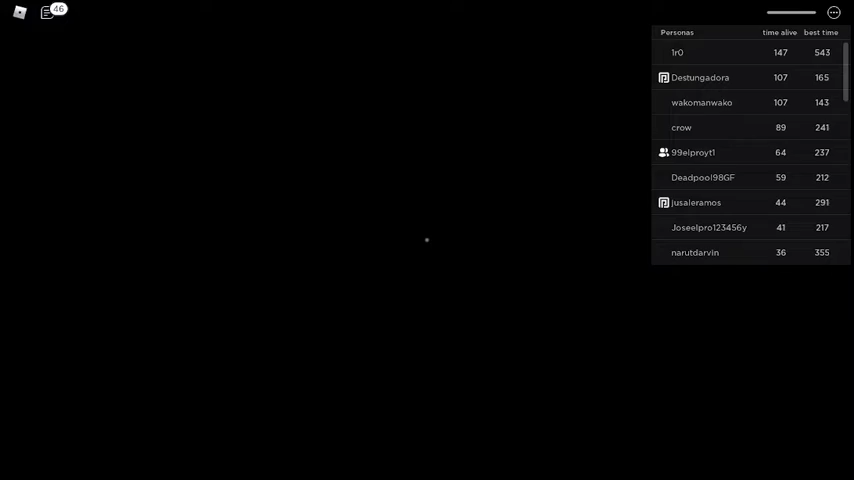 46
Personas time alive best time
1r0 147 543
Destungadora 107 165
wakomanwako 107 143
crow 89 241
99elproyt1 64 237
Deadpool98GF 59 212
jusaleramos 44 291
Joseelpro123456y 41 217
narutdarvin 36 355